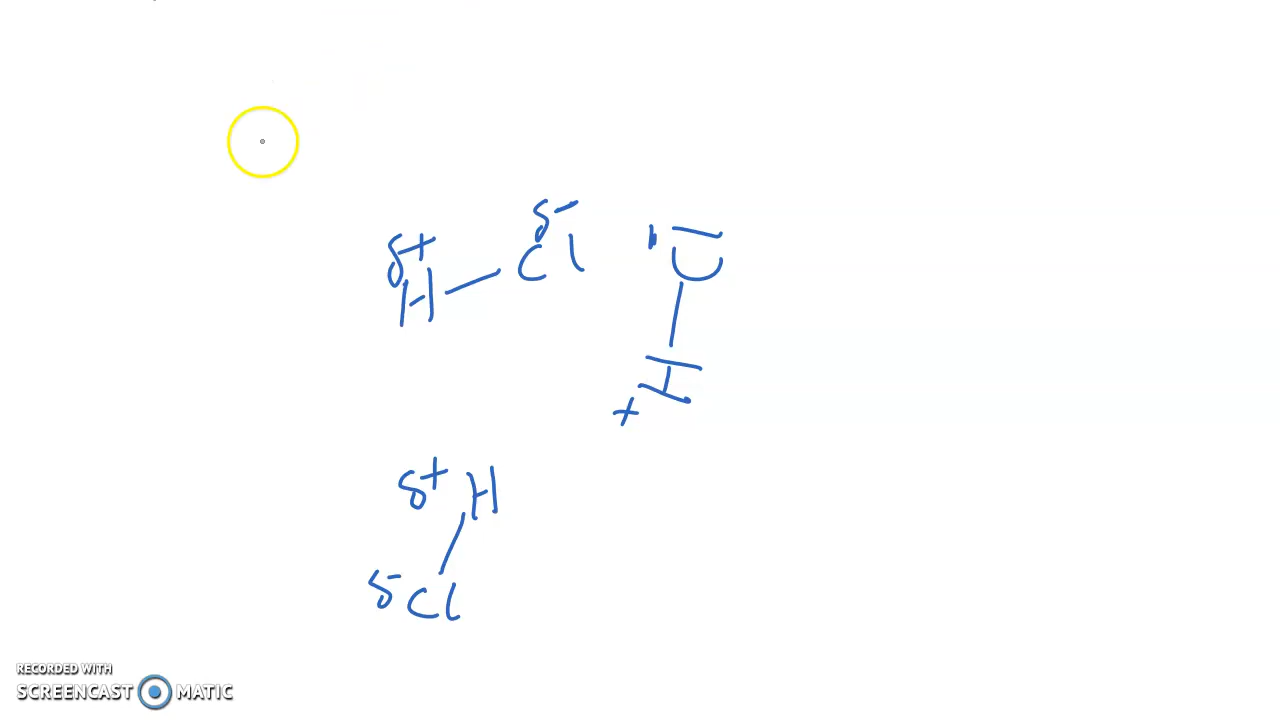 δ+ δ-
H — Cl
Cl
H
+
δ+ H
δ- Cl
RECORDED WITH
SCREENCAST MATIC